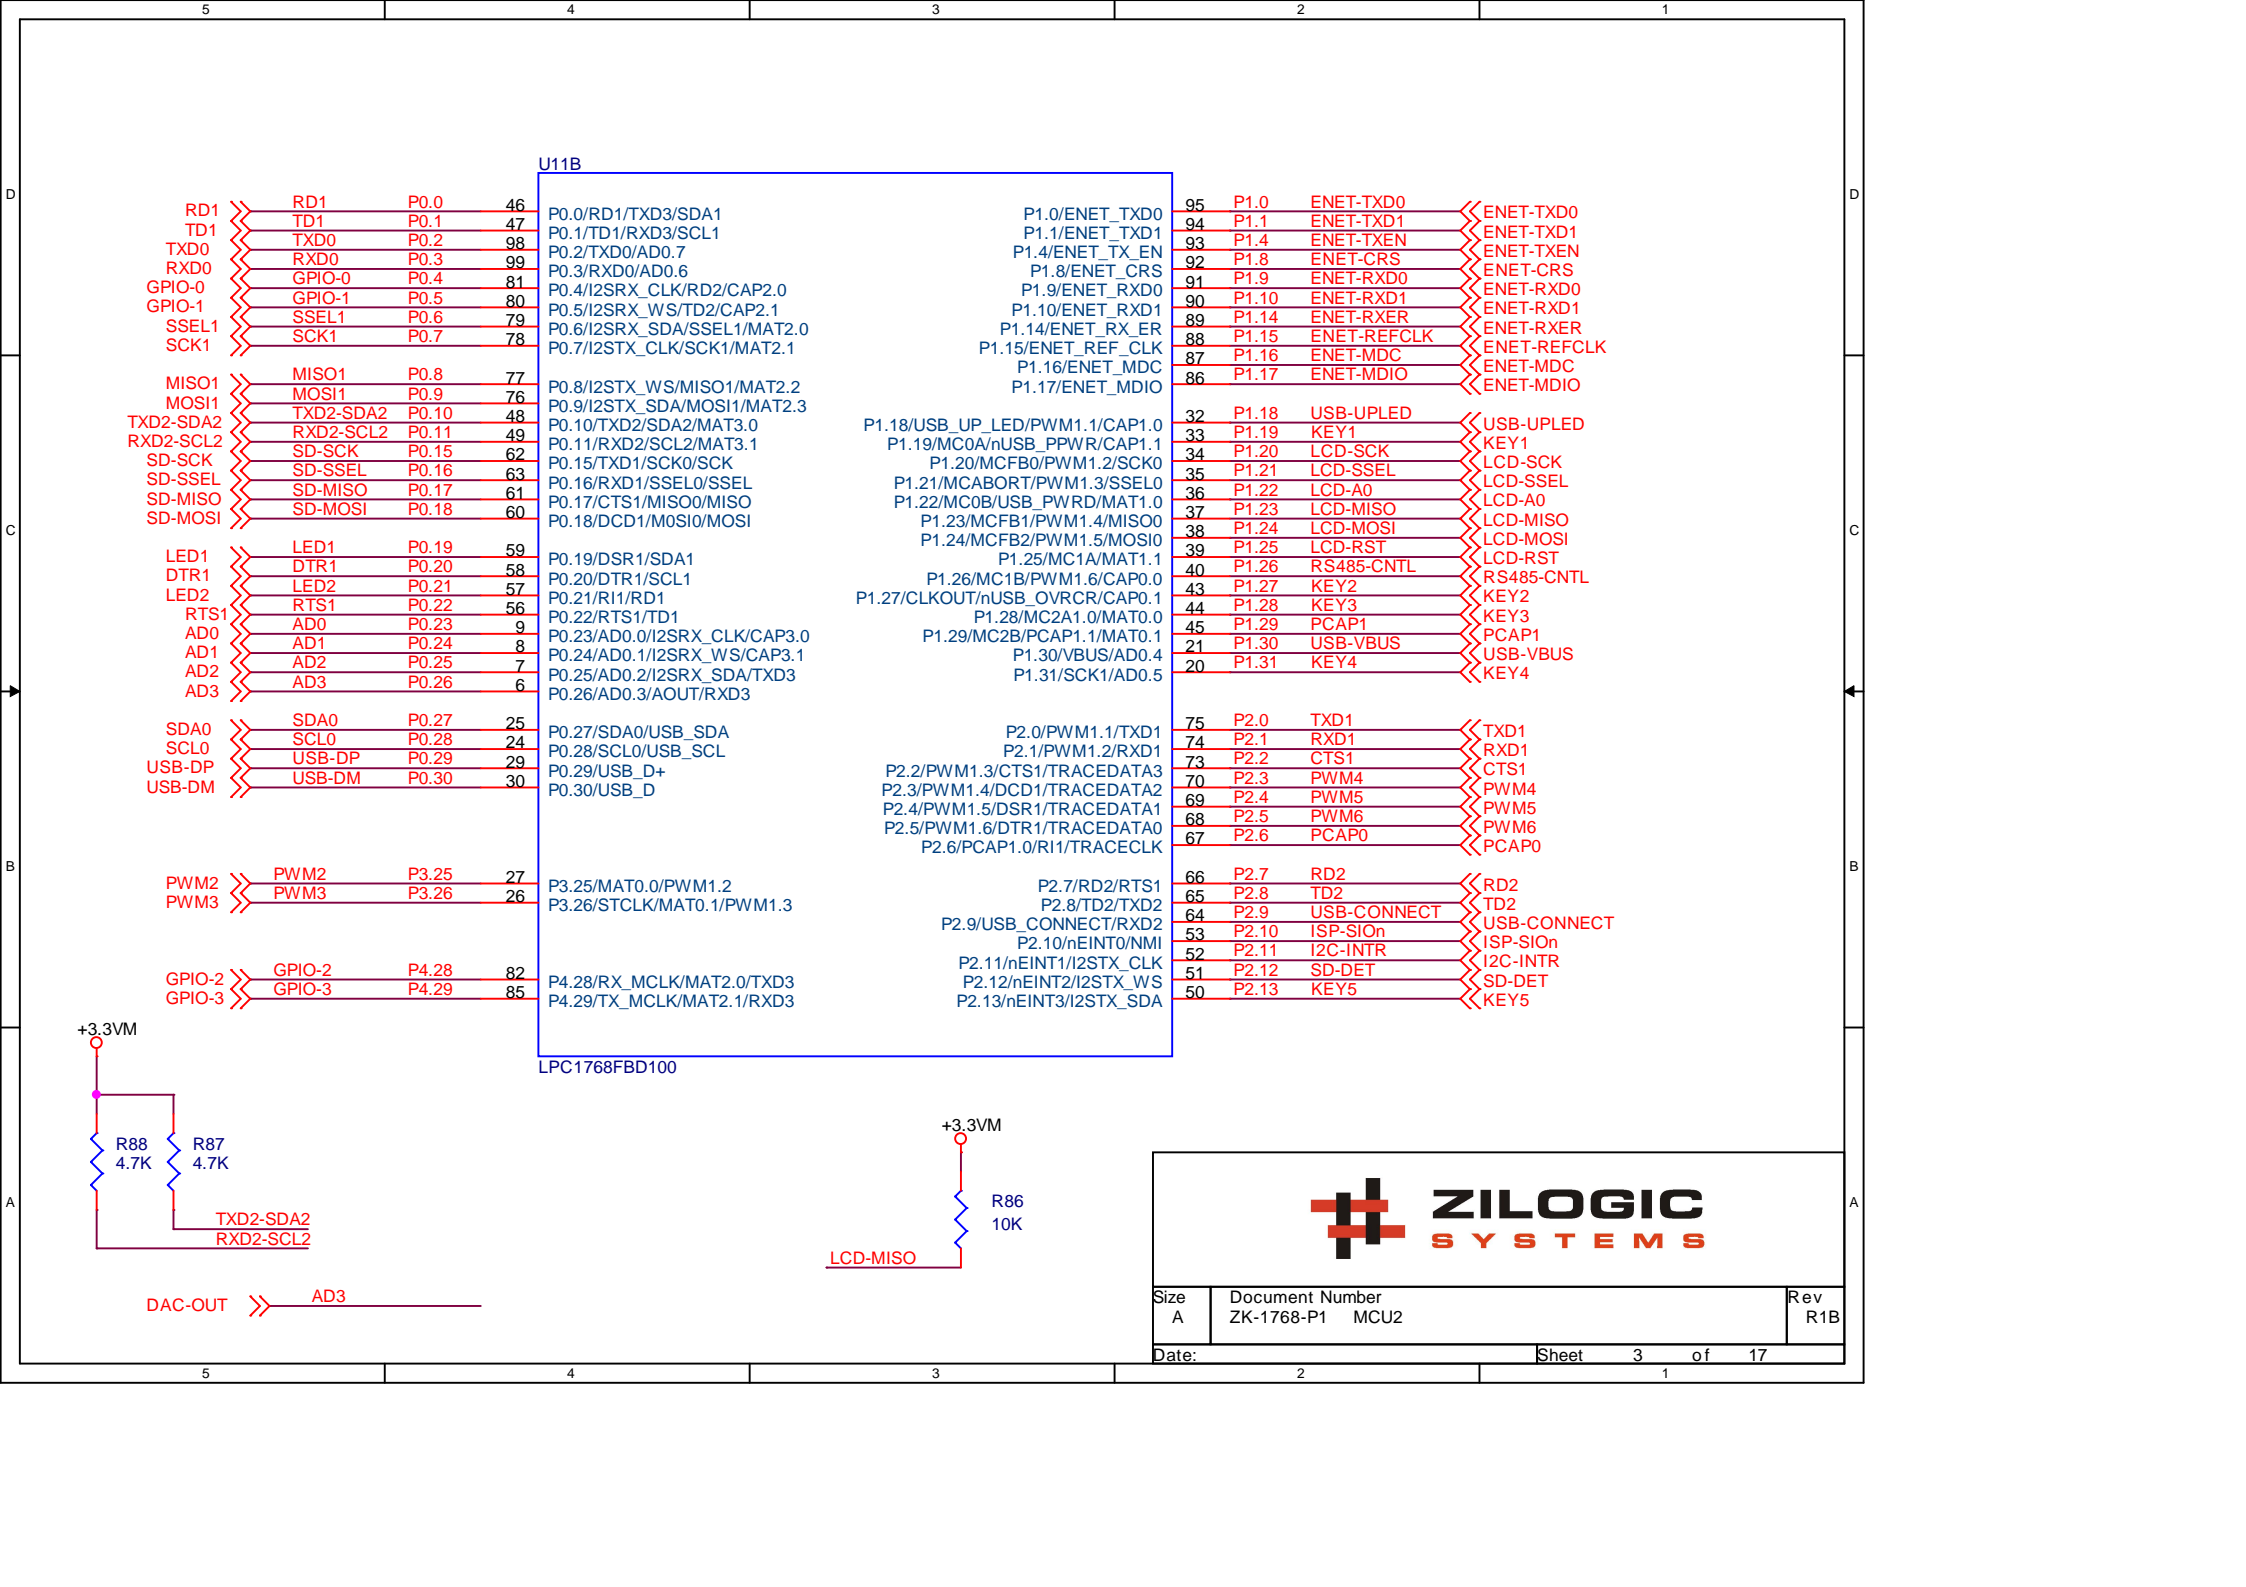 5 4 3 2 1
D D
C C
B B
A A
U11B
RD1 RD1 P0.0 46 P0.0/RD1/TXD3/SDA1
TD1 TD1 P0.1 47 P0.1/TD1/RXD3/SCL1
TXD0 TXD0 P0.2 98 P0.2/TXD0/AD0.7
RXD0 RXD0 P0.3 99 P0.3/RXD0/AD0.6
GPIO-0 GPIO-0 P0.4 81 P0.4/I2SRX_CLK/RD2/CAP2.0
GPIO-1 GPIO-1 P0.5 80 P0.5/I2SRX_WS/TD2/CAP2.1
SSEL1 SSEL1 P0.6 79 P0.6/I2SRX_SDA/SSEL1/MAT2.0
SCK1 SCK1 P0.7 78 P0.7/I2STX_CLK/SCK1/MAT2.1
MISO1 MISO1 P0.8 77 P0.8/I2STX_WS/MISO1/MAT2.2
MOSI1 MOSI1 P0.9 76 P0.9/I2STX_SDA/MOSI1/MAT2.3
TXD2-SDA2 TXD2-SDA2 P0.10 48 P0.10/TXD2/SDA2/MAT3.0
RXD2-SCL2 RXD2-SCL2 P0.11 49 P0.11/RXD2/SCL2/MAT3.1
SD-SCK SD-SCK P0.15 62 P0.15/TXD1/SCK0/SCK
SD-SSEL SD-SSEL P0.16 63 P0.16/RXD1/SSEL0/SSEL
SD-MISO SD-MISO P0.17 61 P0.17/CTS1/MISO0/MISO
SD-MOSI SD-MOSI P0.18 60 P0.18/DCD1/M0SI0/MOSI
LED1 LED1 P0.19 59 P0.19/DSR1/SDA1
DTR1 DTR1 P0.20 58 P0.20/DTR1/SCL1
LED2 LED2 P0.21 57 P0.21/RI1/RD1
RTS1 RTS1 P0.22 56 P0.22/RTS1/TD1
AD0 AD0 P0.23 9 P0.23/AD0.0/I2SRX_CLK/CAP3.0
AD1 AD1 P0.24 8 P0.24/AD0.1/I2SRX_WS/CAP3.1
AD2 AD2 P0.25 7 P0.25/AD0.2/I2SRX_SDA/TXD3
AD3 AD3 P0.26 6 P0.26/AD0.3/AOUT/RXD3
SDA0 SDA0 P0.27 25 P0.27/SDA0/USB_SDA
SCL0 SCL0 P0.28 24 P0.28/SCL0/USB_SCL
USB-DP USB-DP P0.29 29 P0.29/USB_D+
USB-DM USB-DM P0.30 30 P0.30/USB_D
PWM2 PWM2 P3.25 27 P3.25/MAT0.0/PWM1.2
PWM3 PWM3 P3.26 26 P3.26/STCLK/MAT0.1/PWM1.3
GPIO-2 GPIO-2 P4.28 82 P4.28/RX_MCLK/MAT2.0/TXD3
GPIO-3 GPIO-3 P4.29 85 P4.29/TX_MCLK/MAT2.1/RXD3
P1.0/ENET_TXD0 95 P1.0 ENET-TXD0 ENET-TXD0
P1.1/ENET_TXD1 94 P1.1 ENET-TXD1 ENET-TXD1
P1.4/ENET_TX_EN 93 P1.4 ENET-TXEN ENET-TXEN
P1.8/ENET_CRS 92 P1.8 ENET-CRS ENET-CRS
P1.9/ENET_RXD0 91 P1.9 ENET-RXD0 ENET-RXD0
P1.10/ENET_RXD1 90 P1.10 ENET-RXD1 ENET-RXD1
P1.14/ENET_RX_ER 89 P1.14 ENET-RXER ENET-RXER
P1.15/ENET_REF_CLK 88 P1.15 ENET-REFCLK ENET-REFCLK
P1.16/ENET_MDC 87 P1.16 ENET-MDC ENET-MDC
P1.17/ENET_MDIO 86 P1.17 ENET-MDIO ENET-MDIO
P1.18/USB_UP_LED/PWM1.1/CAP1.0 32 P1.18 USB-UPLED USB-UPLED
P1.19/MC0A/nUSB_PPWR/CAP1.1 33 P1.19 KEY1 KEY1
P1.20/MCFB0/PWM1.2/SCK0 34 P1.20 LCD-SCK LCD-SCK
P1.21/MCABORT/PWM1.3/SSEL0 35 P1.21 LCD-SSEL LCD-SSEL
P1.22/MC0B/USB_PWRD/MAT1.0 36 P1.22 LCD-A0 LCD-A0
P1.23/MCFB1/PWM1.4/MISO0 37 P1.23 LCD-MISO LCD-MISO
P1.24/MCFB2/PWM1.5/MOSI0 38 P1.24 LCD-MOSI LCD-MOSI
P1.25/MC1A/MAT1.1 39 P1.25 LCD-RST LCD-RST
P1.26/MC1B/PWM1.6/CAP0.0 40 P1.26 RS485-CNTL RS485-CNTL
P1.27/CLKOUT/nUSB_OVRCR/CAP0.1 43 P1.27 KEY2 KEY2
P1.28/MC2A1.0/MAT0.0 44 P1.28 KEY3 KEY3
P1.29/MC2B/PCAP1.1/MAT0.1 45 P1.29 PCAP1 PCAP1
P1.30/VBUS/AD0.4 21 P1.30 USB-VBUS USB-VBUS
P1.31/SCK1/AD0.5 20 P1.31 KEY4 KEY4
P2.0/PWM1.1/TXD1 75 P2.0 TXD1 TXD1
P2.1/PWM1.2/RXD1 74 P2.1 RXD1 RXD1
P2.2/PWM1.3/CTS1/TRACEDATA3 73 P2.2 CTS1 CTS1
P2.3/PWM1.4/DCD1/TRACEDATA2 70 P2.3 PWM4 PWM4
P2.4/PWM1.5/DSR1/TRACEDATA1 69 P2.4 PWM5 PWM5
P2.5/PWM1.6/DTR1/TRACEDATA0 68 P2.5 PWM6 PWM6
P2.6/PCAP1.0/RI1/TRACECLK 67 P2.6 PCAP0 PCAP0
P2.7/RD2/RTS1 66 P2.7 RD2 RD2
P2.8/TD2/TXD2 65 P2.8 TD2 TD2
P2.9/USB_CONNECT/RXD2 64 P2.9 USB-CONNECT USB-CONNECT
P2.10/nEINT0/NMI 53 P2.10 ISP-SIOn ISP-SIOn
P2.11/nEINT1/I2STX_CLK 52 P2.11 I2C-INTR I2C-INTR
P2.12/nEINT2/I2STX_WS 51 P2.12 SD-DET SD-DET
P2.13/nEINT3/I2STX_SDA 50 P2.13 KEY5 KEY5
LPC1768FBD100
+3.3VM
R88 R87
4.7K 4.7K
TXD2-SDA2
RXD2-SCL2
DAC-OUT AD3
+3.3VM
R86
10K
LCD-MISO
ZILOGIC
SYSTEMS
Size Document Number Rev
A ZK-1768-P1 MCU2 R1B
Date: Sheet 3 of 17
5 4 3 2 1